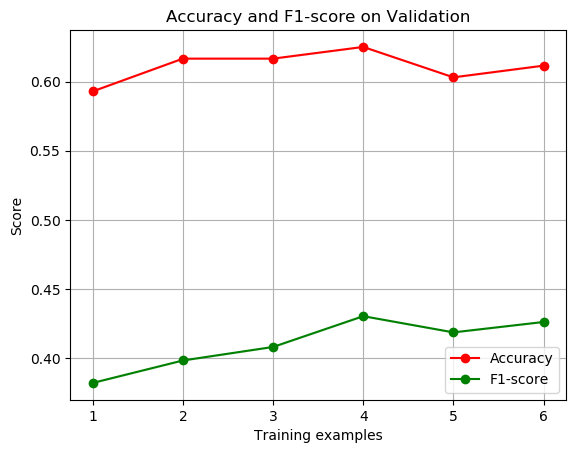 Accuracy and F1-score on Validation
0.60
0.55
0.50
0.45
0.40
Score
Accuracy
F1-score
1 2 3 4 5 6
Training examples